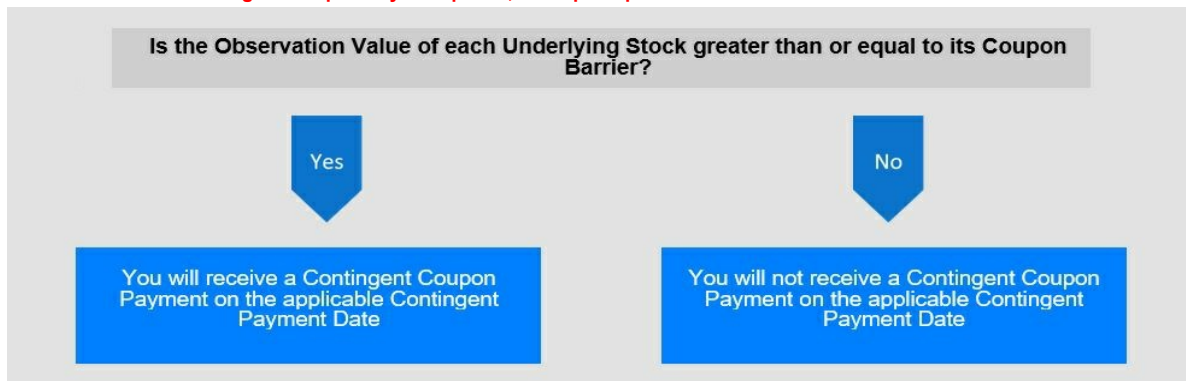 Is the Observation Value of each Underlying Stock greater than or equal to its Coupon
Barrier?
Yes
No
You will receive a Contingent Coupon
Payment on the applicable Contingent
Payment Date
You will not receive a Contingent Coupon
Payment on the applicable Contingent
Payment Date